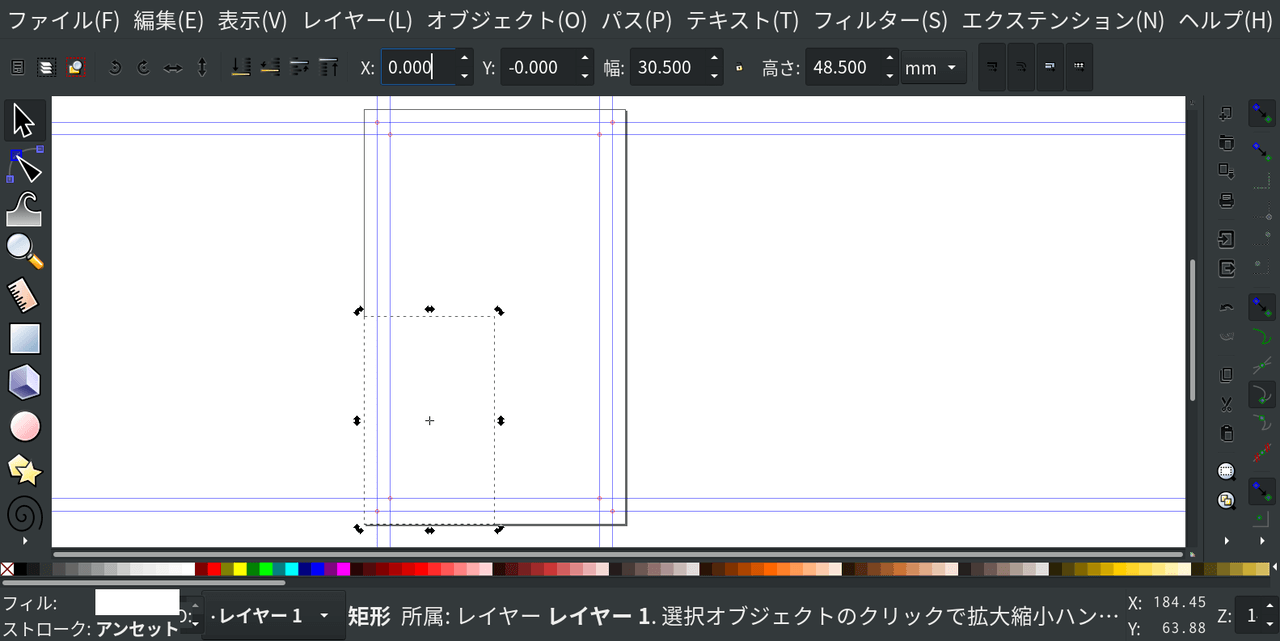 ファイル(F) 編集(E) 表示(V) レイヤー(L) オブジェクト(O) パス(P) テキスト(T) フィルター(S) エクステンション(N) ヘルプ(H)
X: 0.000 Y: -0.000 幅: 30.500 高さ: 48.500 mm
フィル:
ストローク: アンセット
O:
·レイヤー 1
矩形 所属: レイヤー レイヤー 1. 選択オブジェクトのクリックで拡大縮小ハン…
X: 184.45
Y: 63.88
Z: 1